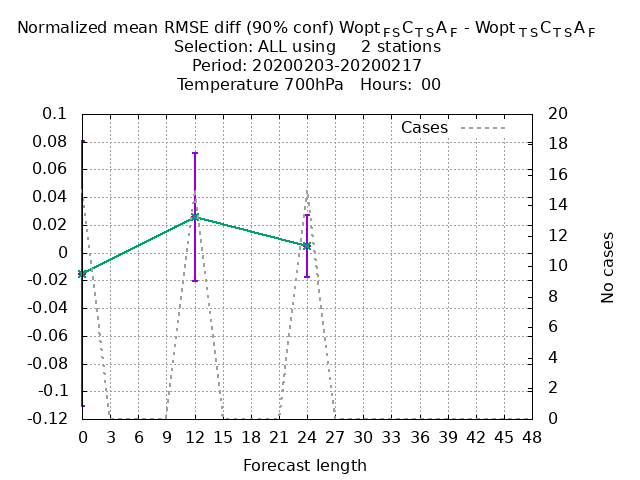 Normalized mean RMSE diff (90% conf) Wopt FS C TS A F - Wopt TS C TS A F
Selection: ALL using 2 stations
Period: 20200203-20200217
Temperature 700hPa Hours: 00
Cases
0.1
0.08
0.06
0.04
0.02
0
-0.02
-0.04
-0.06
-0.08
-0.1
-0.12
20
18
16
14
12
10
8
6
4
2
0
No cases
0 3 6 9 12 15 18 21 24 27 30 33 36 39 42 45 48
Forecast length